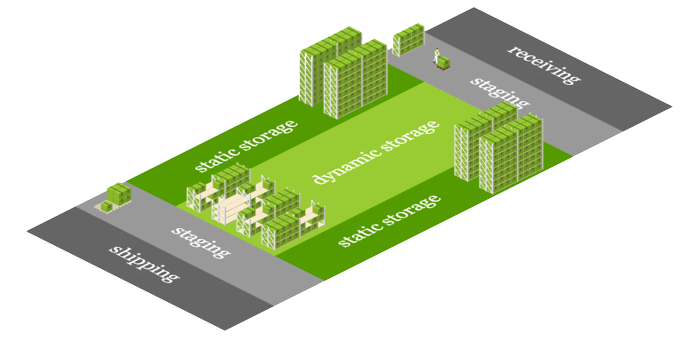 receiving
staging
static storage
dynamic storage
static storage
staging
shipping